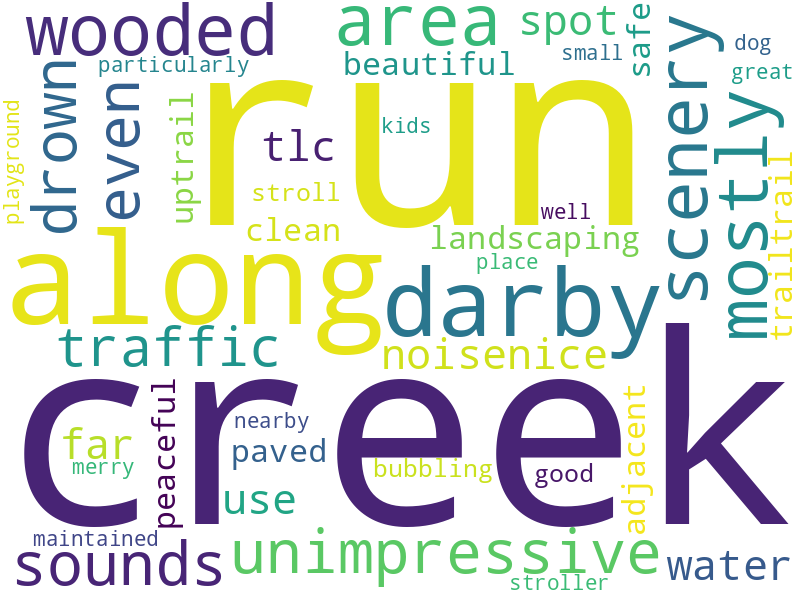 wooded
area
spot
safe
dog
particularly
beautiful
small
great
playground
drown
even
uptrail
run
kids
scenery
mostly
tlc
stroll
well
trailtrail
clean
landscaping
along
place
darby
traffic
noisenice
creek
peaceful
far
nearby
merry
paved
bubbling
good
adjacent
use
maintained
sounds
unimpressive
water
stroller